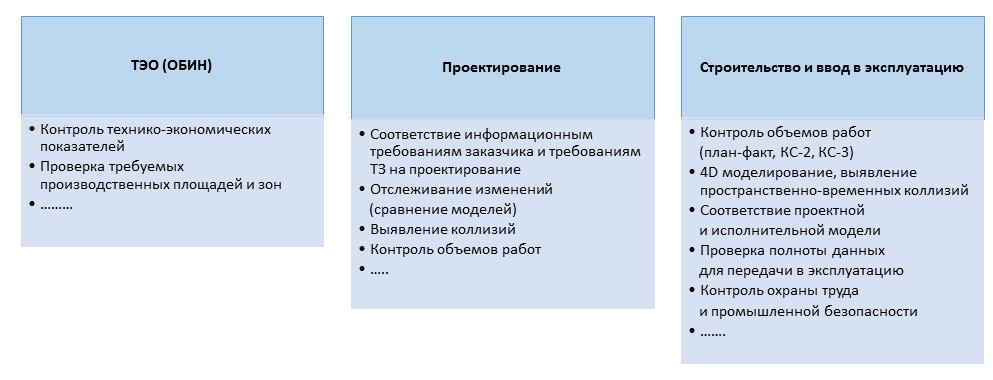 ТЭО (ОБИН)
• Контроль технико-экономических
показателей
• Проверка требуемых
производственных площадей и зон
• ………
Проектирование
• Соответствие информационным
требованиям заказчика и требованиям
ТЗ на проектирование
• Отслеживание изменений
(сравнение моделей)
• Выявление коллизий
• Контроль объемов работ
• …..
Строительство и ввод в эксплуатацию
• Контроль объемов работ
(план-факт, КС-2, КС-3)
• 4D моделирование, выявление
пространственно-временных коллизий
• Соответствие проектной
и исполнительной модели
• Проверка полноты данных
для передачи в эксплуатацию
• Контроль охраны труда
и промышленной безопасности
• …….